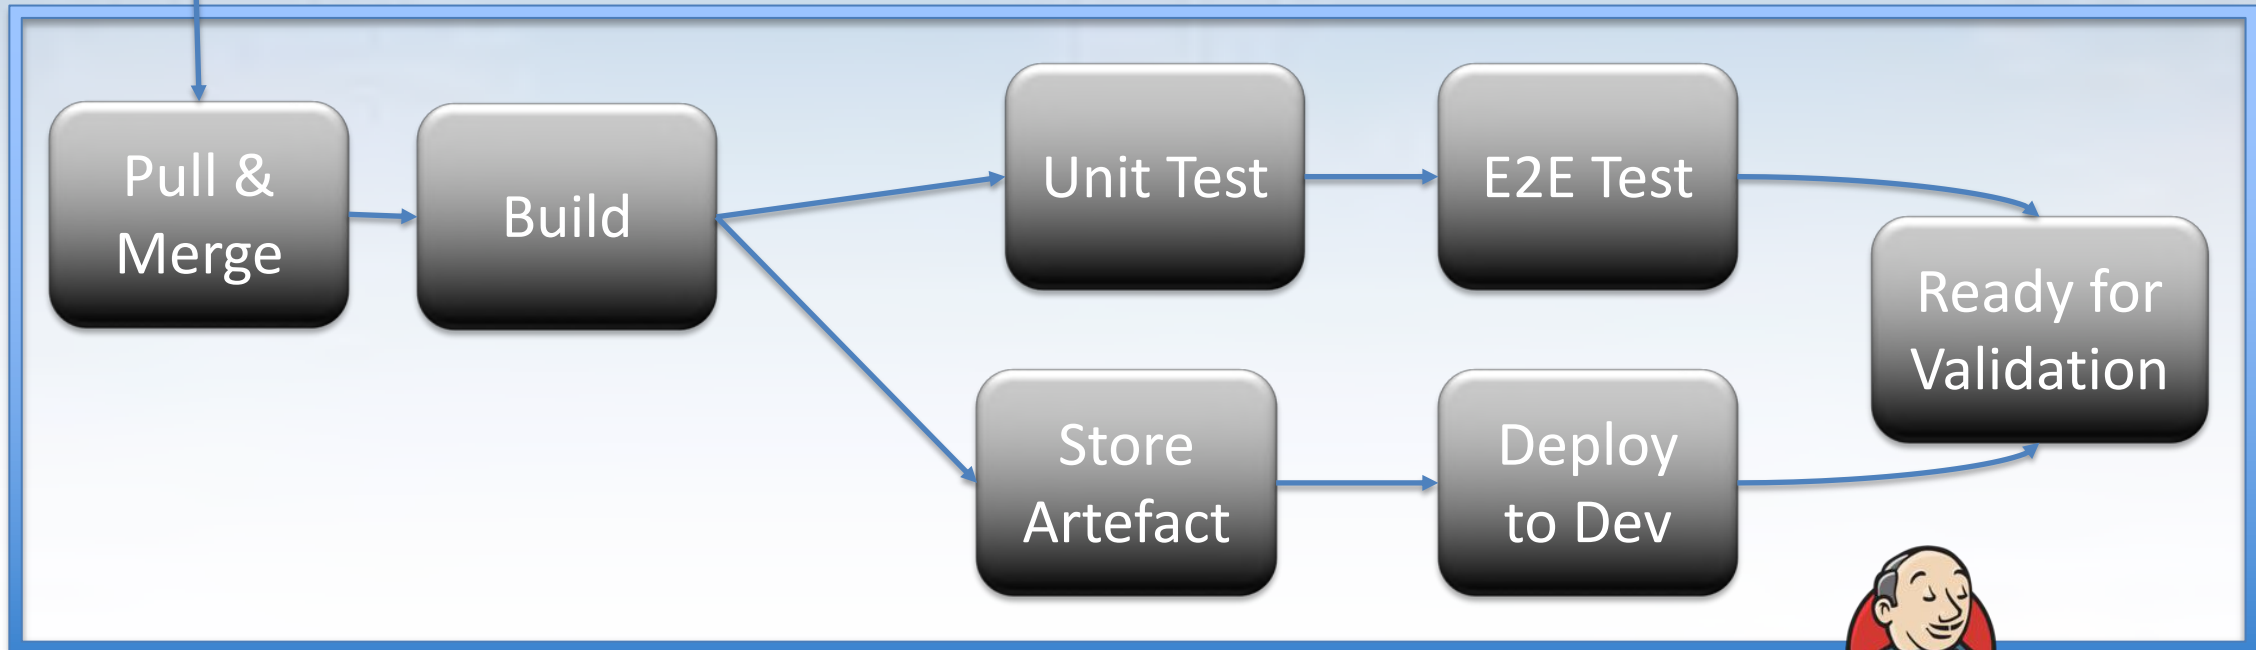 Pull &
Merge
Build
Unit Test
E2E Test
Ready for
Validation
Store
Artefact
Deploy
to Dev